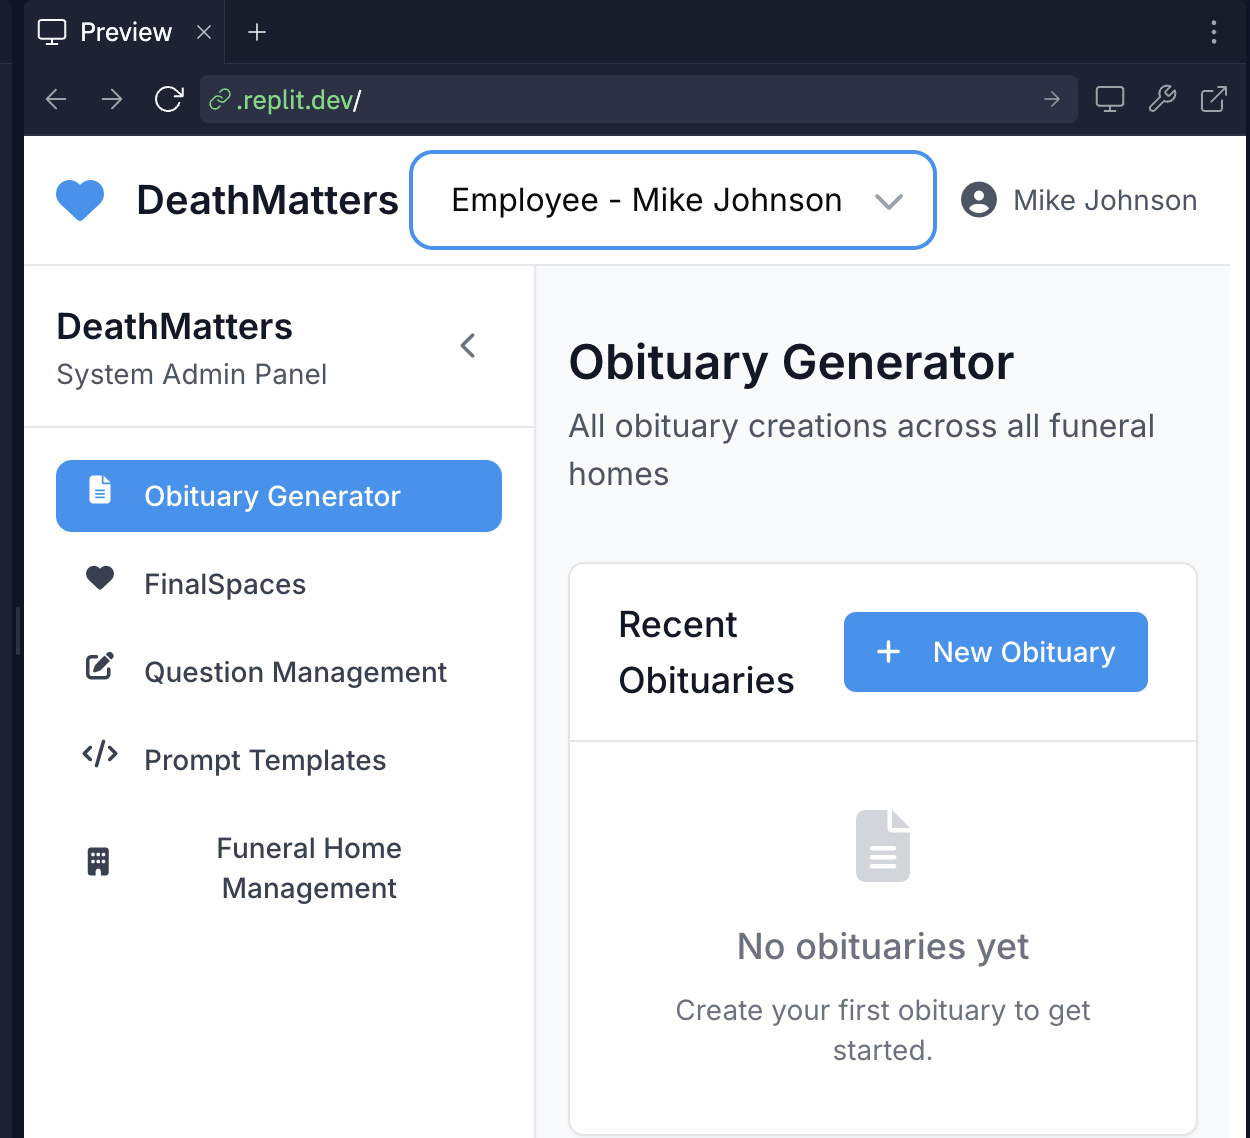 Preview
.replit.dev/
DeathMatters
Employee - Mike Johnson
Mike Johnson
DeathMatters
System Admin Panel
Obituary Generator
FinalSpaces
Question Management
Prompt Templates
Funeral Home
Management
Obituary Generator
All obituary creations across all funeral
homes
Recent
Obituaries
New Obituary
No obituaries yet
Create your first obituary to get
started.